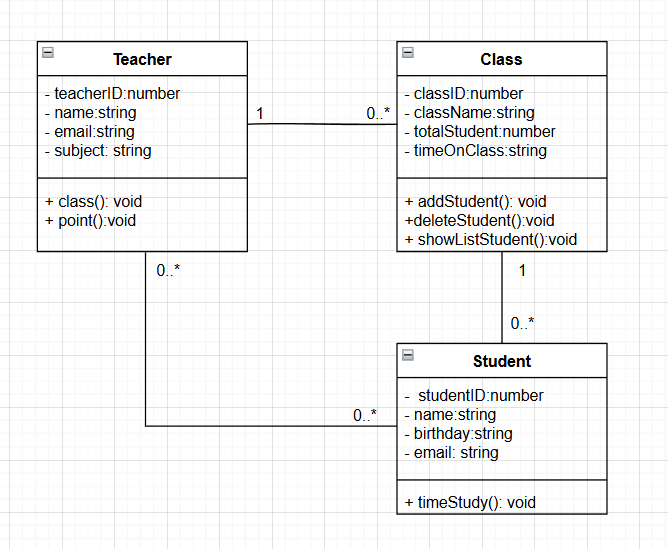 Teacher
- teacherID:number
- name:string
- email:string
- subject: string
+ class(): void
+ point():void
1
0..*
Class
- classID:number
- className:string
- totalStudent:number
- timeOnClass:string
+ addStudent(): void
+deleteStudent():void
+ showListStudent():void
0..*
1
0..*
0..*
Student
- studentID:number
- name:string
- birthday:string
- email: string
+ timeStudy(): void